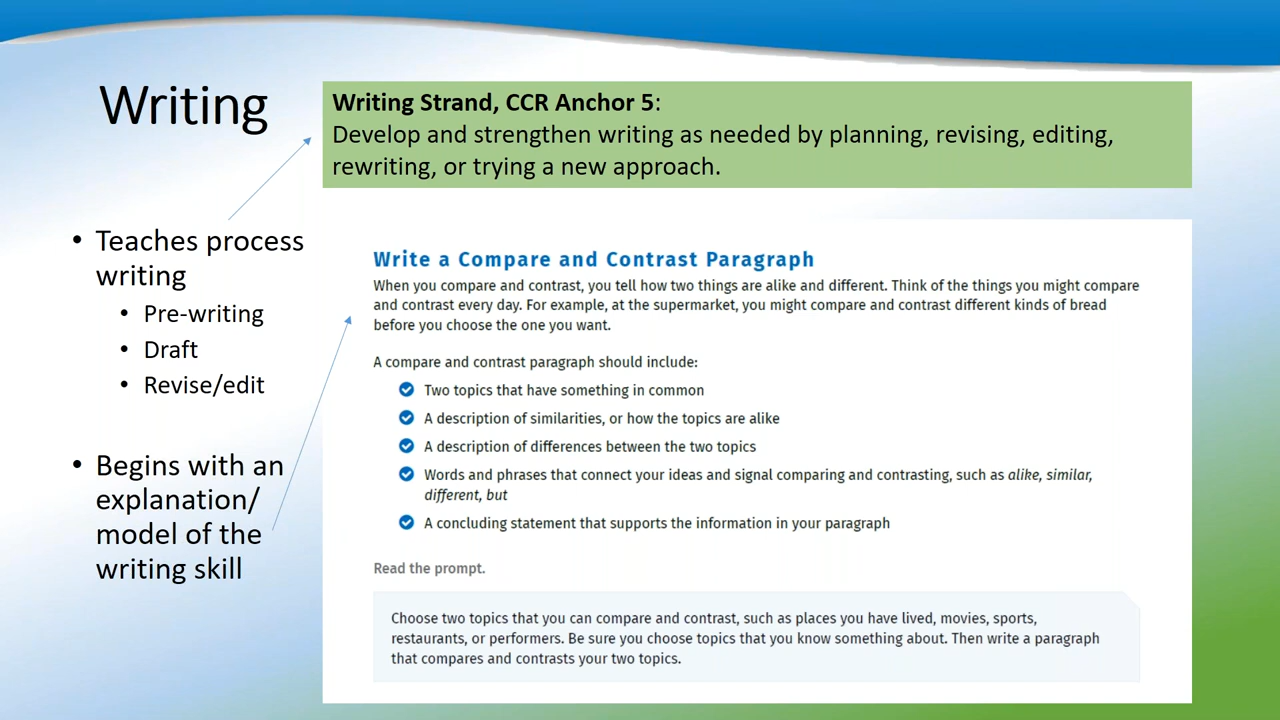 Writing
Writing Strand, CCR Anchor 5:
Develop and strengthen writing as needed by planning, revising, editing,
rewriting, or trying a new approach.
• Teaches process
writing
• Pre-writing
• Draft
• Revise/edit
• Begins with an
explanation/
model of the
writing skill
Write a Compare and Contrast Paragraph
When you compare and contrast, you tell how two things are alike and different. Think of the things you might compare
and contrast every day. For example, at the supermarket, you might compare and contrast different kinds of bread
before you choose the one you want.
A compare and contrast paragraph should include:
Two topics that have something in common
A description of similarities, or how the topics are alike
A description of differences between the two topics
Words and phrases that connect your ideas and signal comparing and contrasting, such as alike, similar,
different, but
A concluding statement that supports the information in your paragraph
Read the prompt.
Choose two topics that you can compare and contrast, such as places you have lived, movies, sports,
restaurants, or performers. Be sure you choose topics that you know something about. Then write a paragraph
that compares and contrasts your two topics.